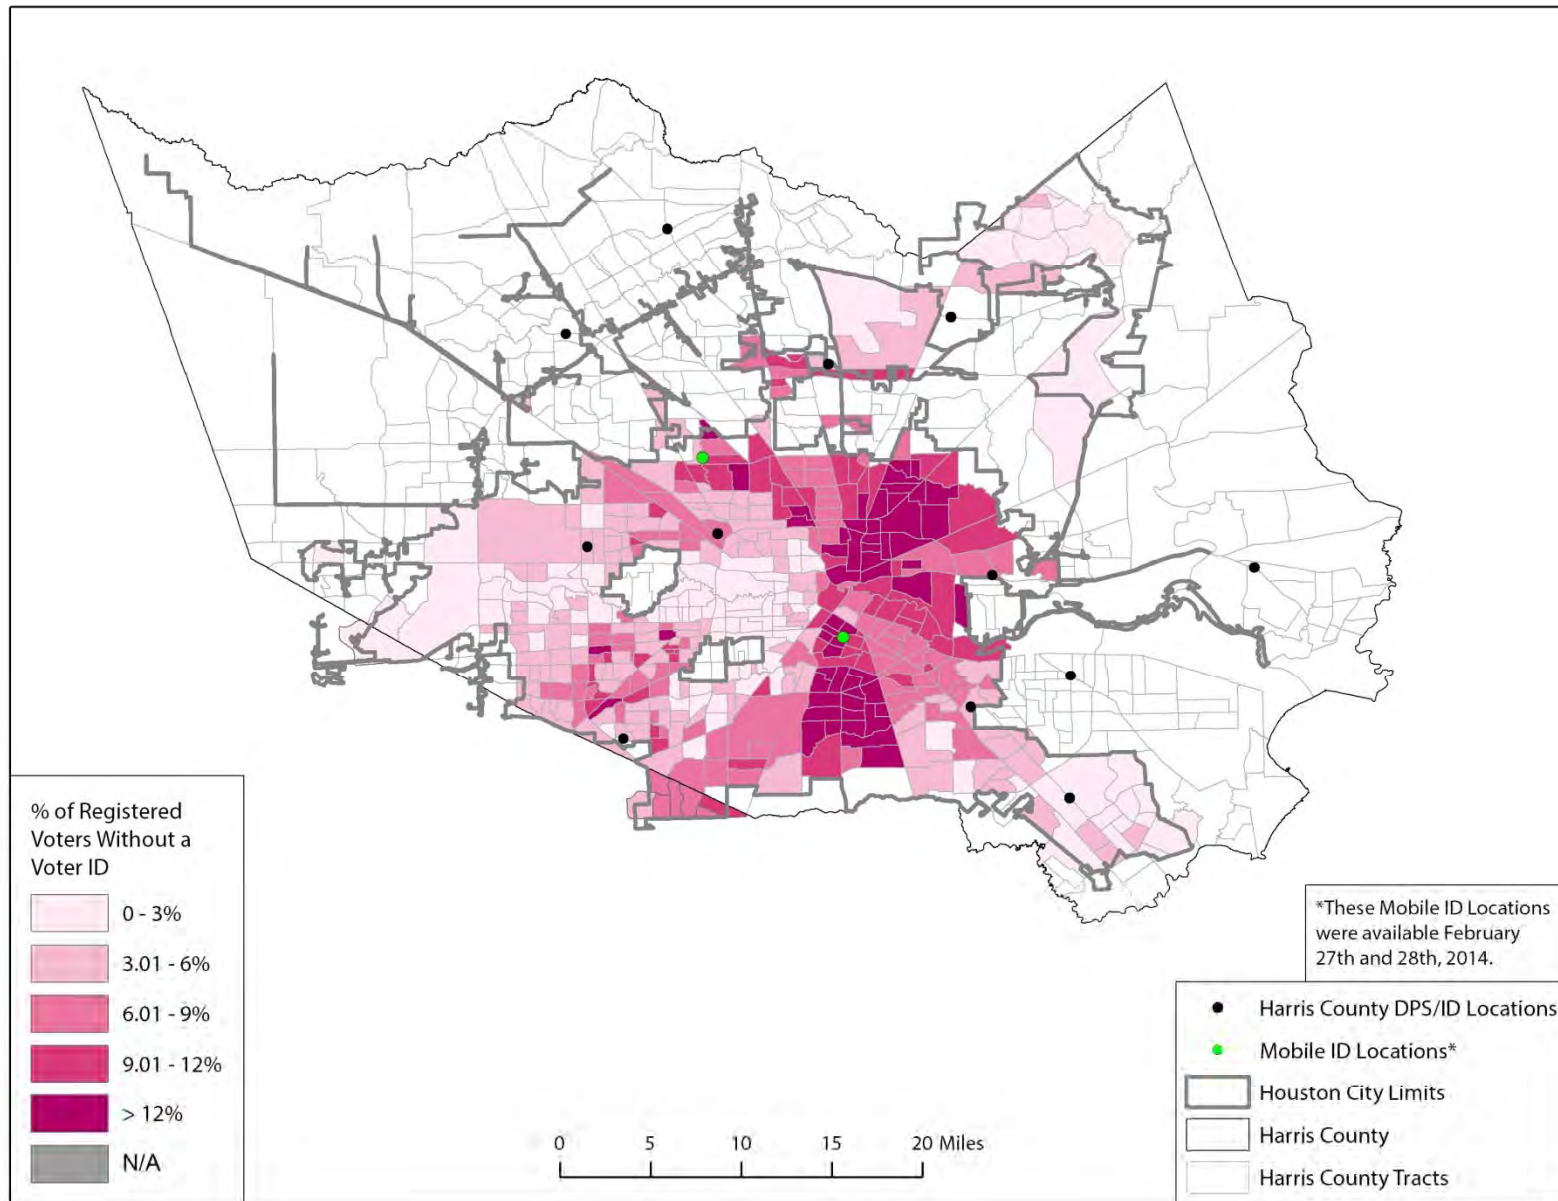 % of Registered
Voters Without a
Voter ID
0 - 3%
3.01 - 6%
6.01 - 9%
9.01 - 12%
> 12%
N/A
0 5 10 15 20 Miles
*These Mobile ID Locations
were available February
27th and 28th, 2014.
Harris County DPS/ID Locations
Mobile ID Locations*
Houston City Limits
Harris County
Harris County Tracts